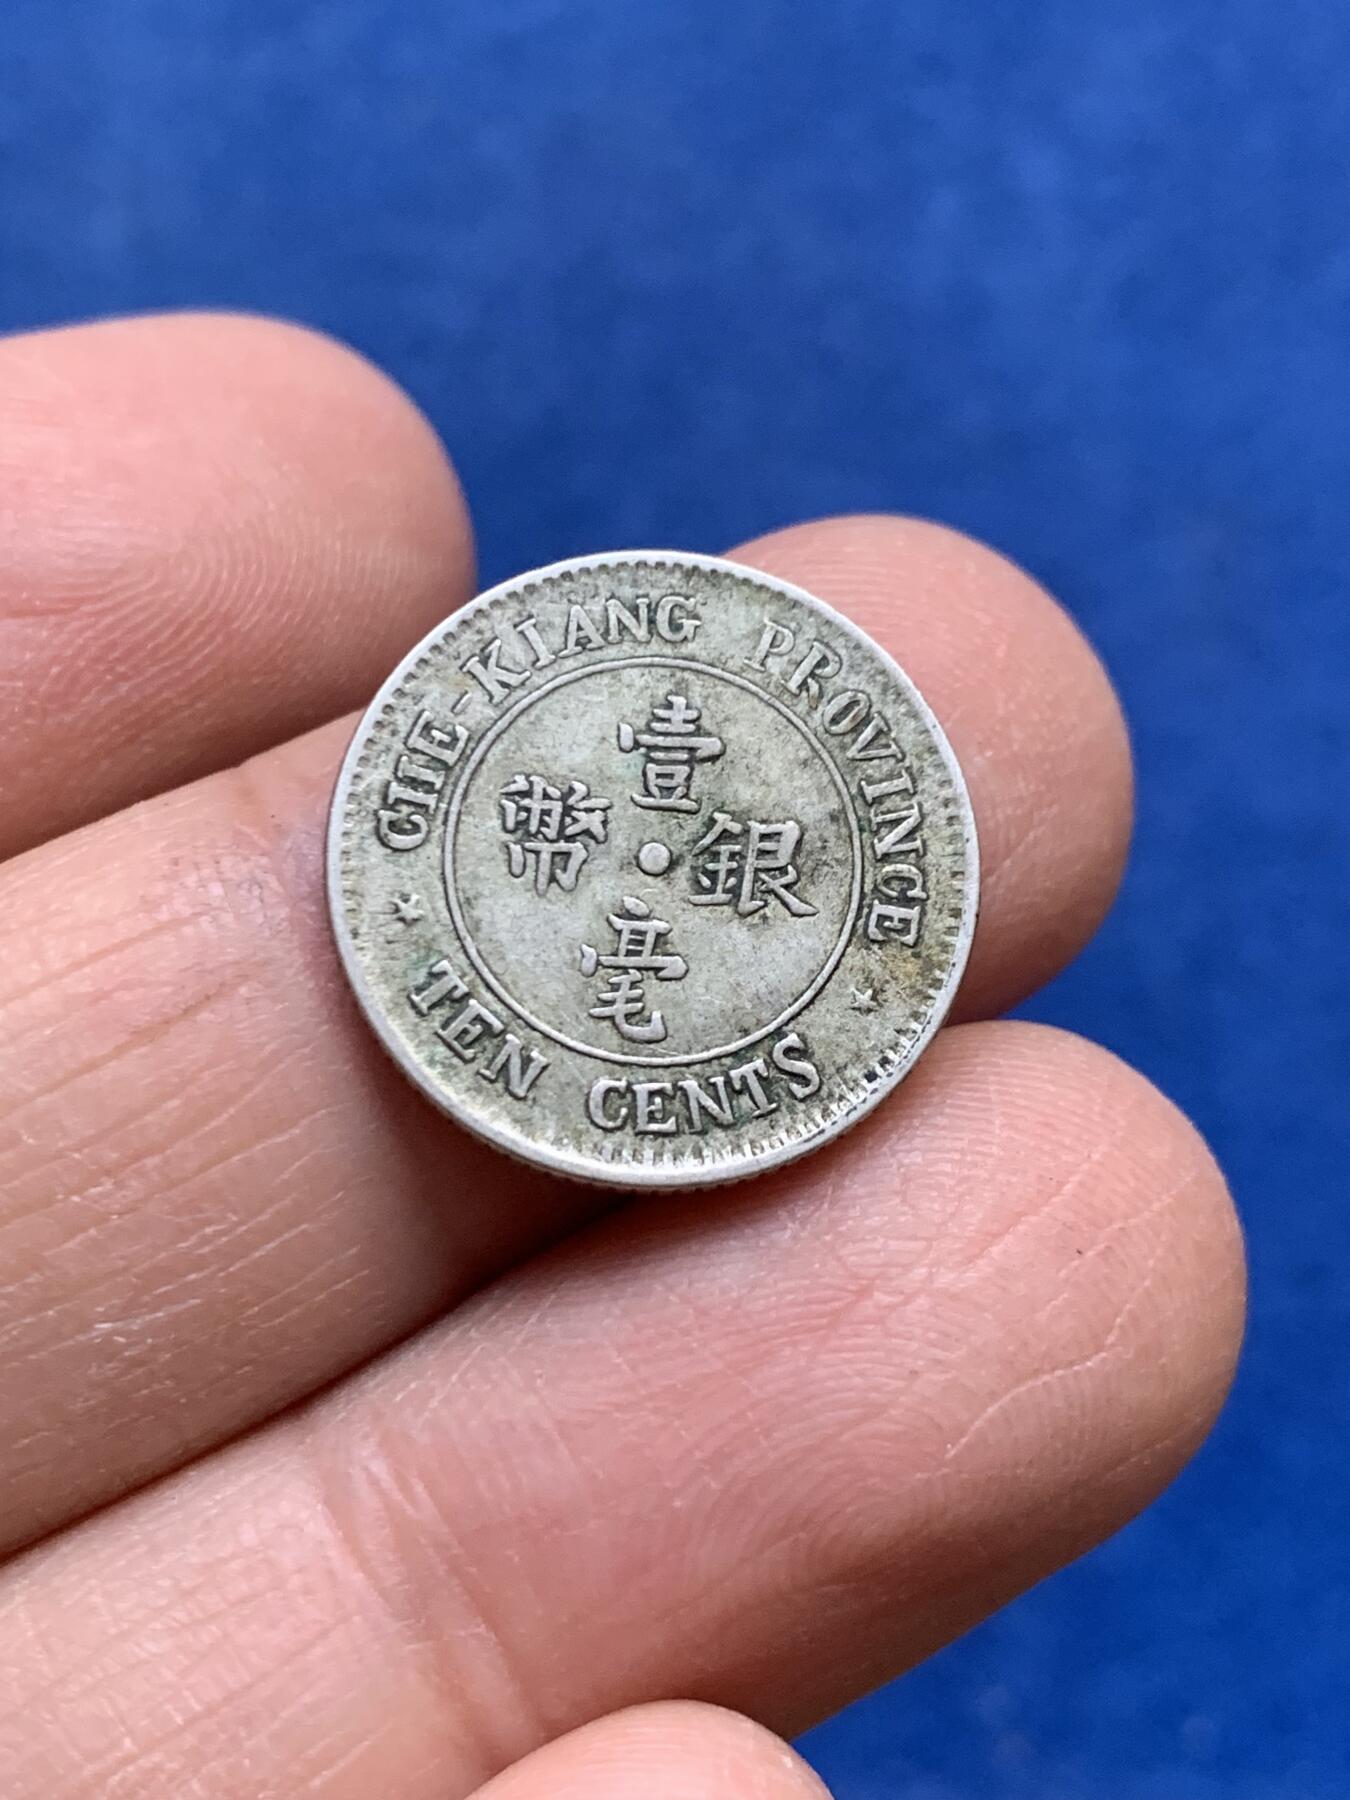 CHE-KIANG PROVINCE
壹毫銀幣
TEN CENTS